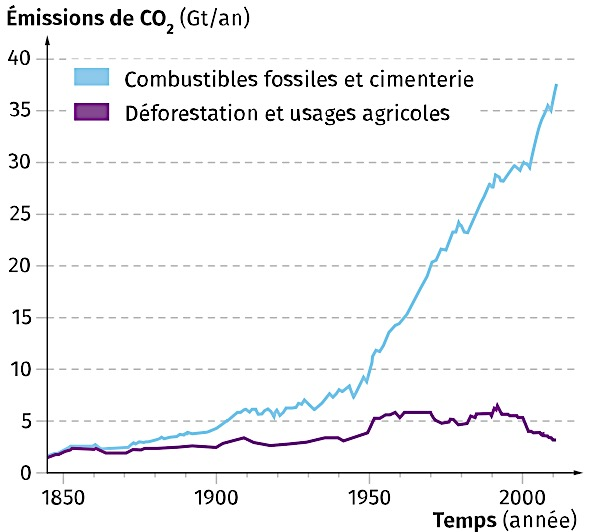 Émissions de CO₂ (Gt/an)
40
Combustibles fossiles et cimenterie
35
Déforestation et usages agricoles
30
25
20
15
10
5
0
1850 1900 1950 2000
Temps (année)